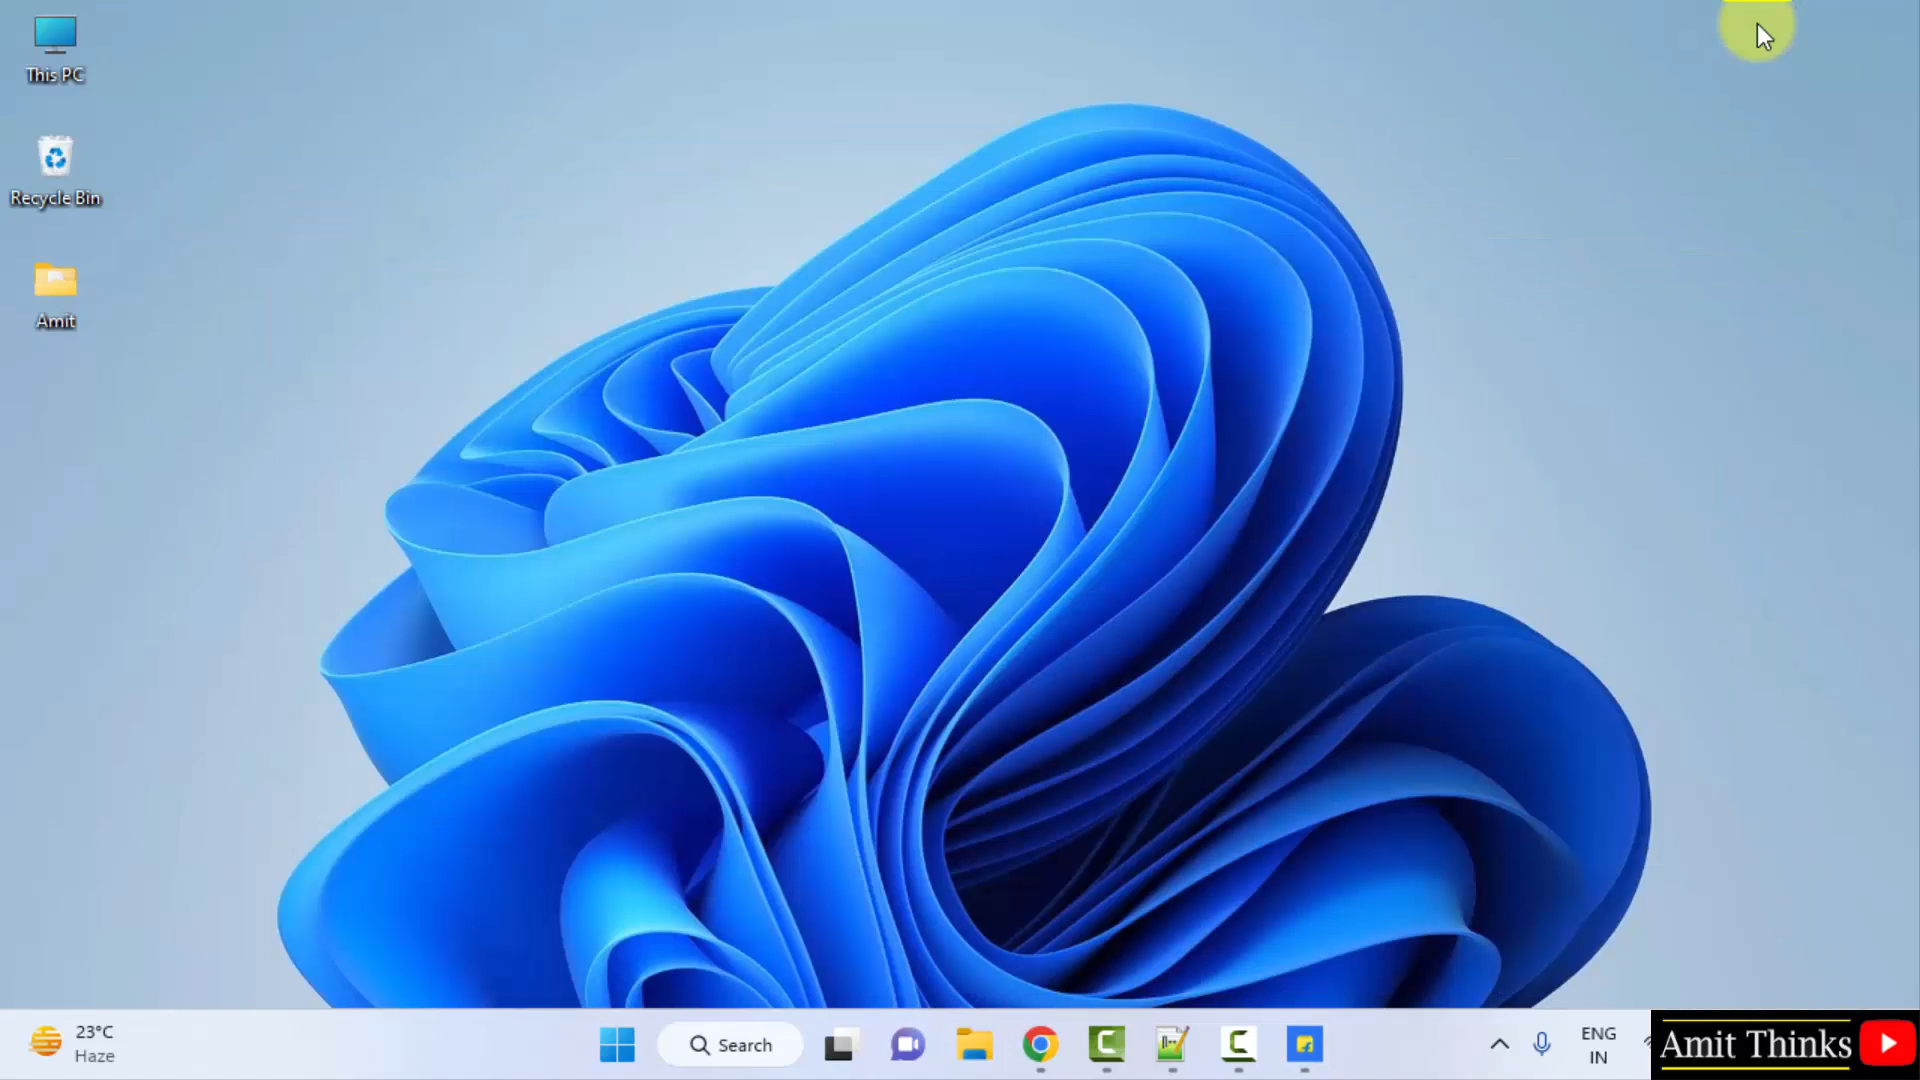 This PC
Recycle Bin
Amit
23°C
Haze
Search
ENG
IN
Amit Thinks